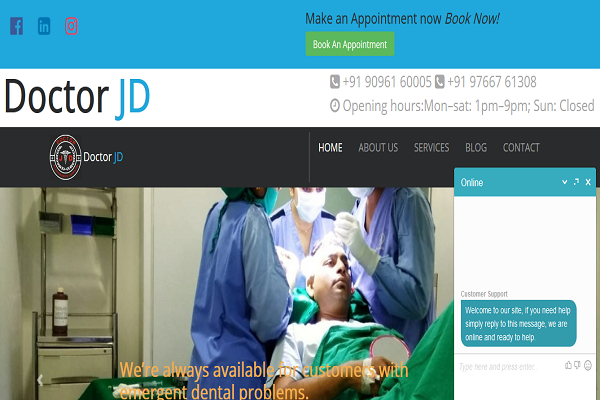 Make an Appointment now Book Now!
Book An Appointment
Doctor JD
+91 90961 60005 +91 97667 61308
Opening hours:Mon–sat: 1pm–9pm; Sun: Closed
Doctor JD
HOME ABOUT US SERVICES BLOG CONTACT
Online
Customer Support
Welcome to our site, if you need help
simply reply to this message, we are
online and ready to help.
Type here and press enter.
We're always available for customers with
emergent dental problems.